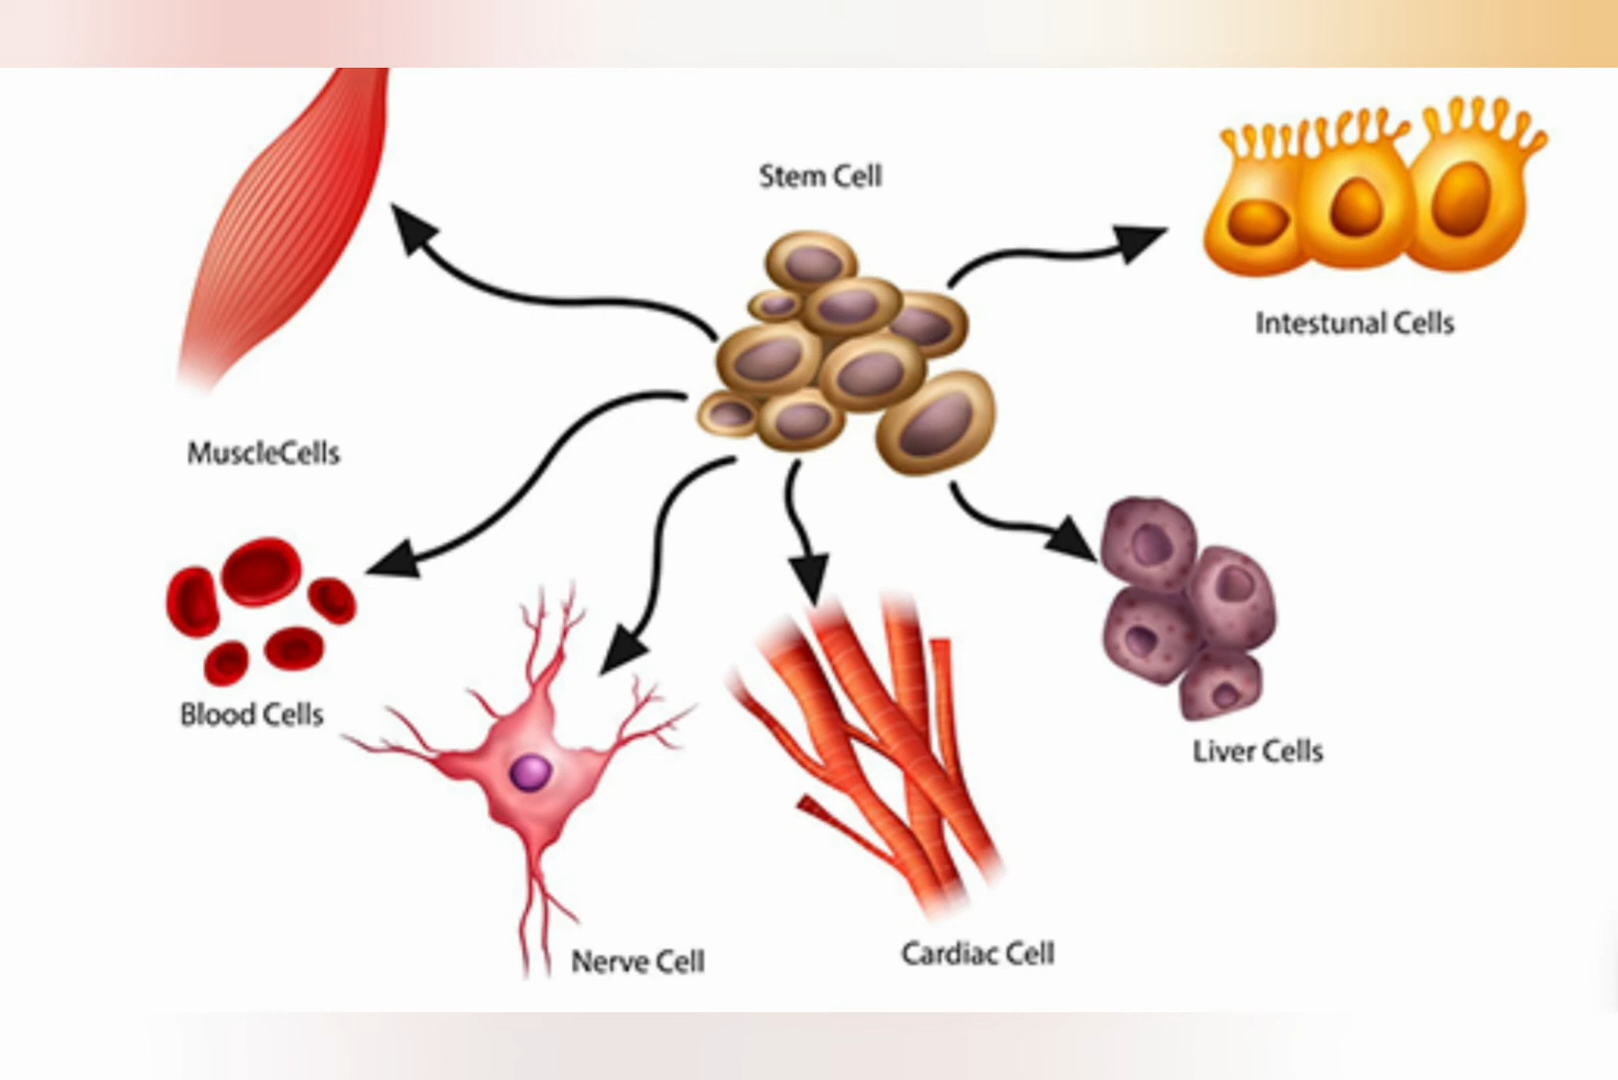 Stem Cell
Intestunal Cells
MuscleCells
Blood Cells
Liver Cells
Nerve Cell
Cardiac Cell